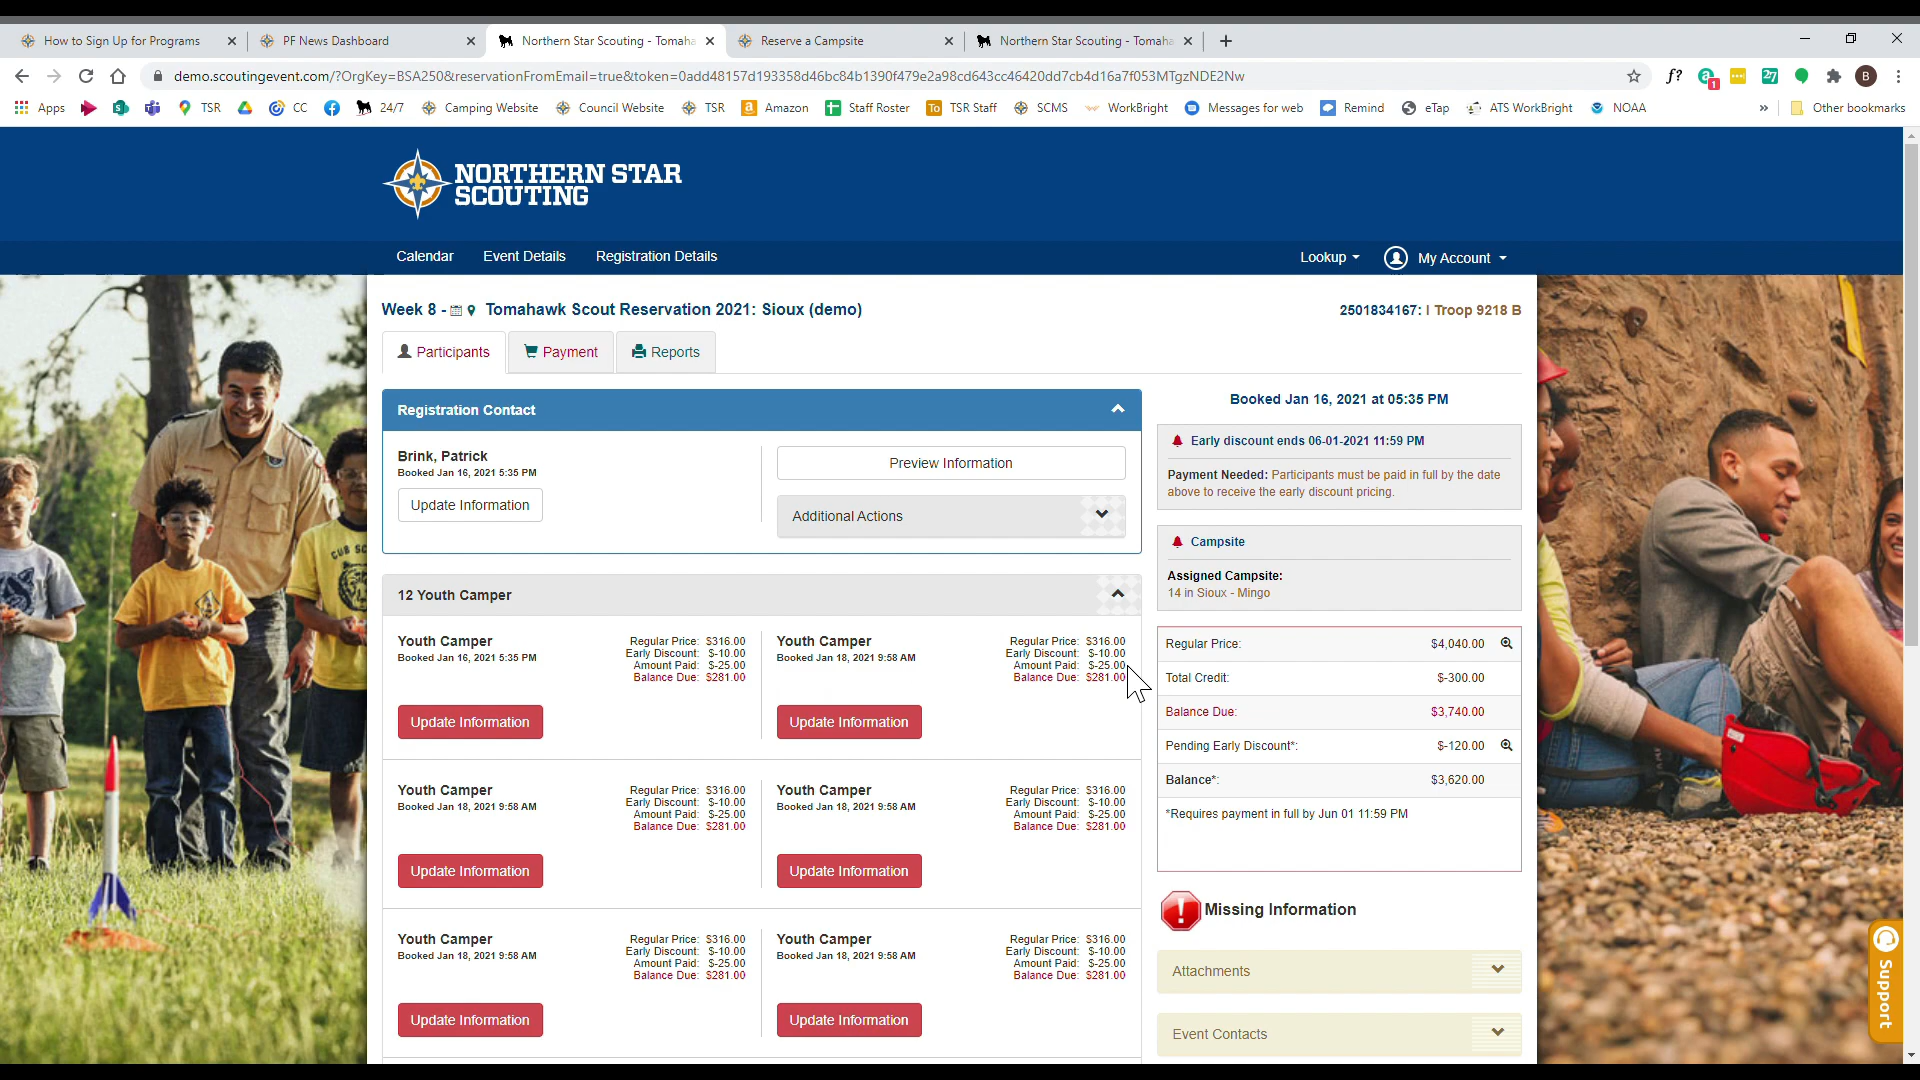 How to Sign Up for Programs
PF News Dashboard
Northern Star Scouting - Tomaha
Reserve a Campsite
Northern Star Scouting - Tomaha
demo.scoutingevent.com/?OrgKey=BSA250&reservationFromEmail=true&token=0add48157d193358d46bc84b1390f479e2a98cd643cc46420dd7cb4d16a7f053MTgzNDE2Nw
f?
1
27
B
Apps
TSR
CC
24/7
Camping Website
Council Website
TSR
Amazon
Staff Roster
To TSR Staff
SCMS
WorkBright
Messages for web
Remind
eTap
ATS WorkBright
NOAA
»
Other bookmarks
NORTHERN STAR
SCOUTING
Calendar
Event Details
Registration Details
Lookup
My Account
Week 8 - Tomahawk Scout Reservation 2021: Sioux (demo)
2501834167: I Troop 9218 B
Participants
Payment
Reports
Registration Contact
Brink, Patrick
Booked Jan 16, 2021 5:35 PM
Update Information
Preview Information
Additional Actions
12 Youth Camper
Youth Camper
Booked Jan 16, 2021 5:35 PM
Regular Price: $316.00
Early Discount: $-10.00
Amount Paid: $-25.00
Balance Due: $281.00
Update Information
Youth Camper
Booked Jan 18, 2021 9:58 AM
Regular Price: $316.00
Early Discount: $-10.00
Amount Paid: $-25.00
Balance Due: $281.00
Update Information
Youth Camper
Booked Jan 18, 2021 9:58 AM
Regular Price: $316.00
Early Discount: $-10.00
Amount Paid: $-25.00
Balance Due: $281.00
Update Information
Youth Camper
Booked Jan 18, 2021 9:58 AM
Regular Price: $316.00
Early Discount: $-10.00
Amount Paid: $-25.00
Balance Due: $281.00
Update Information
Youth Camper
Booked Jan 18, 2021 9:58 AM
Regular Price: $316.00
Early Discount: $-10.00
Amount Paid: $-25.00
Balance Due: $281.00
Update Information
Youth Camper
Booked Jan 18, 2021 9:58 AM
Regular Price: $316.00
Early Discount: $-10.00
Amount Paid: $-25.00
Balance Due: $281.00
Update Information
Booked Jan 16, 2021 at 05:35 PM
Early discount ends 06-01-2021 11:59 PM
Payment Needed: Participants must be paid in full by the date
above to receive the early discount pricing.
Campsite
Assigned Campsite:
14 in Sioux - Mingo
Regular Price: $4,040.00
Total Credit: $-300.00
Balance Due: $3,740.00
Pending Early Discount*: $-120.00
Balance*: $3,620.00
*Requires payment in full by Jun 01 11:59 PM
Missing Information
Attachments
Event Contacts
Support
CUB SC